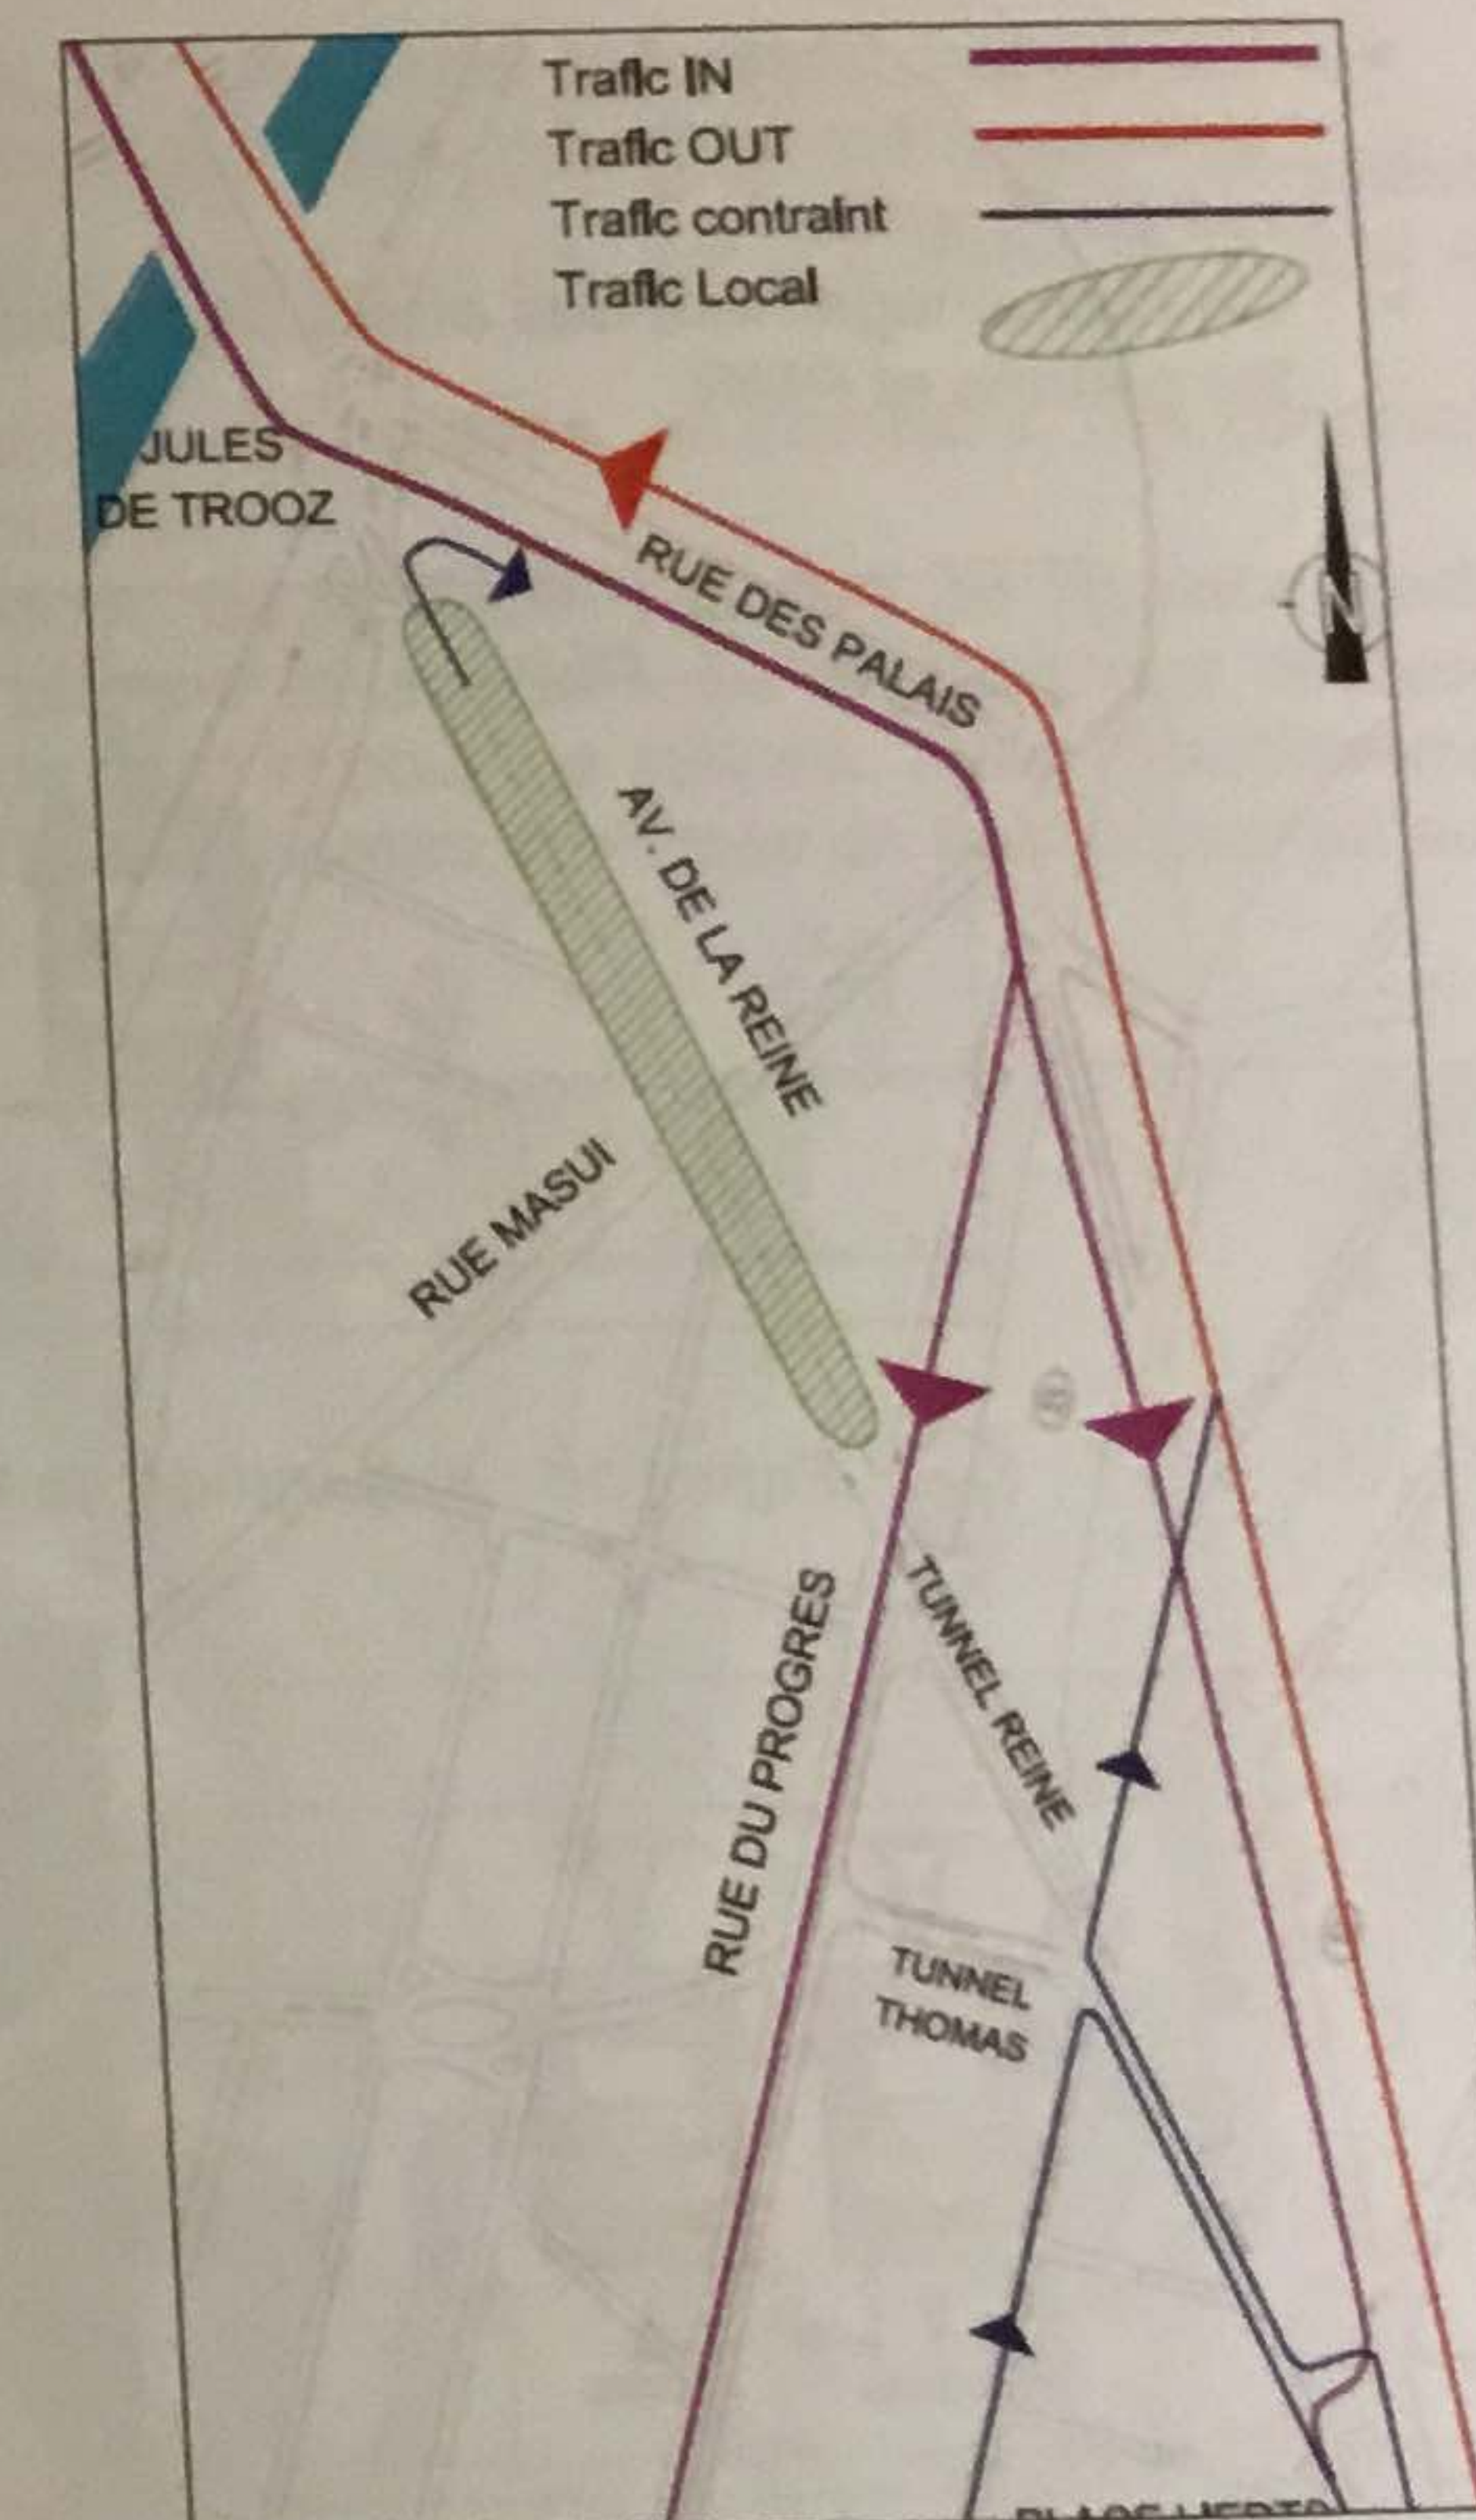 Trafic IN
Trafic OUT
Trafic contraint
Trafic Local
JULES
DE TROOZ
N
RUE DES PALAIS
AV. DE LA REINE
RUE MASUI
RUE DU PROGRES
TUNNEL REINE
TUNNEL
THOMAS